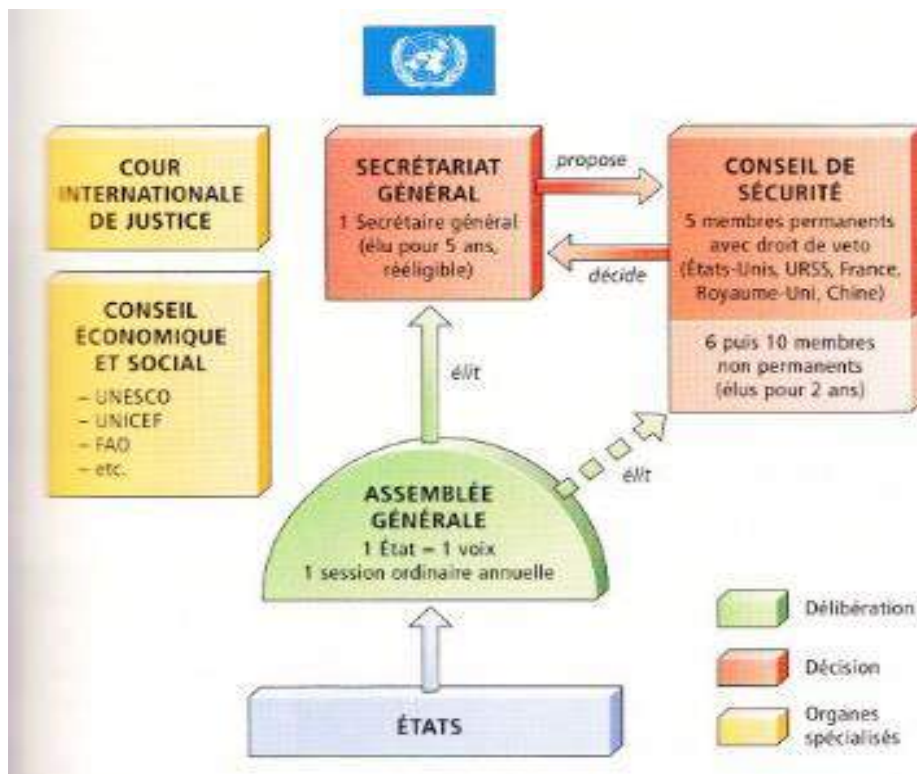 COUR
INTERNATIONALE
DE JUSTICE
CONSEIL
ÉCONOMIQUE
ET SOCIAL
– UNESCO
– UNICEF
– FAO
– etc.
SECRÉTARIAT
GÉNÉRAL
1 Secrétaire général
(élu pour 5 ans,
rééligible)
propose
décide
CONSEIL DE
SÉCURITÉ
5 membres permanents
avec droit de veto
(États-Unis, URSS, France,
Royaume-Uni, Chine)
6 puis 10 membres
non permanents
(élus pour 2 ans)
élit
élit
ASSEMBLÉE
GÉNÉRALE
1 État = 1 voix
1 session ordinaire annuelle
ÉTATS
Délibération
Décision
Organes
spécialisés